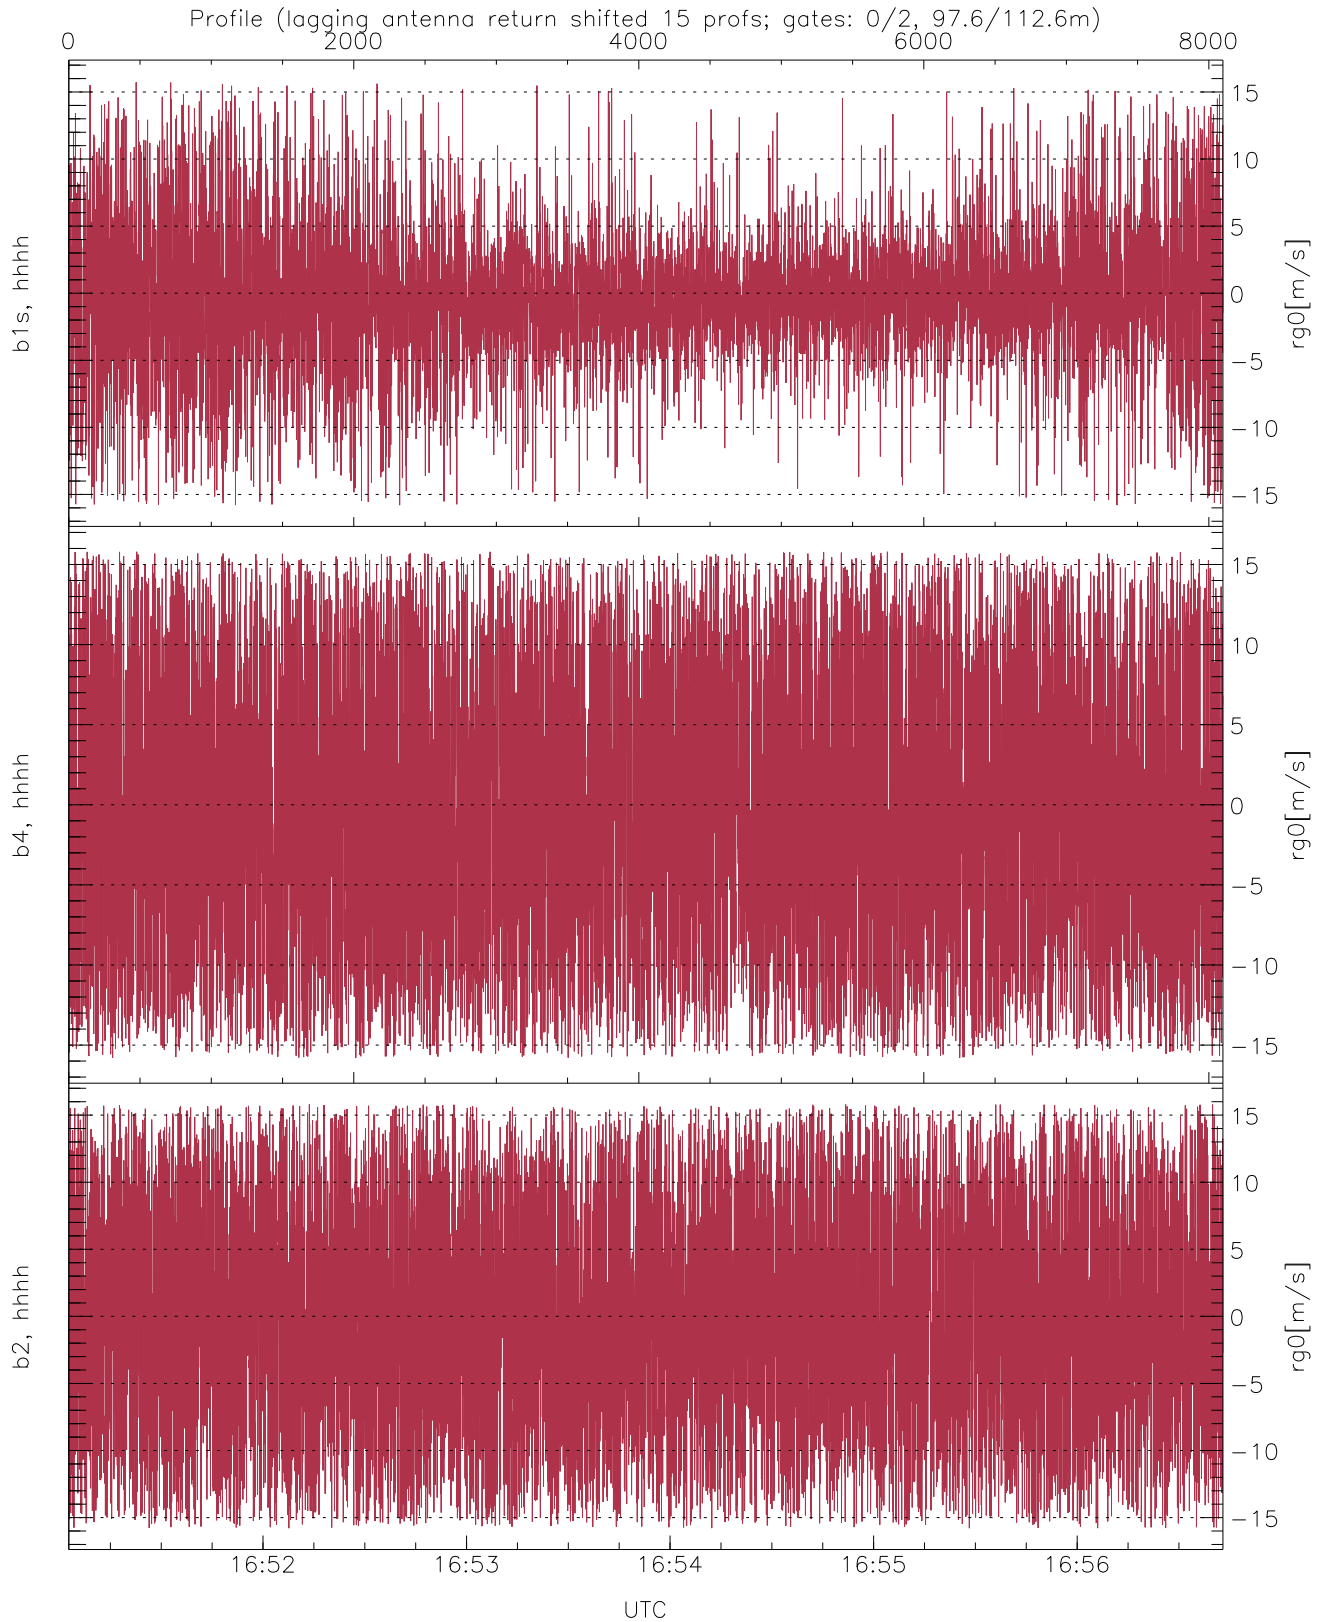 Profile (lagging antenna return shifted 15 profs; gates: 0/2, 97.6/112.6m)
0 2000 4000 6000 8000
b1s, hhhh
15
10
5
0
-5
-10
-15
rg0[m/s]
b4, hhhh
15
10
5
0
-5
-10
-15
rg0[m/s]
b2, hhhh
15
10
5
0
-5
-10
-15
rg0[m/s]
16:52 16:53 16:54 16:55 16:56
UTC